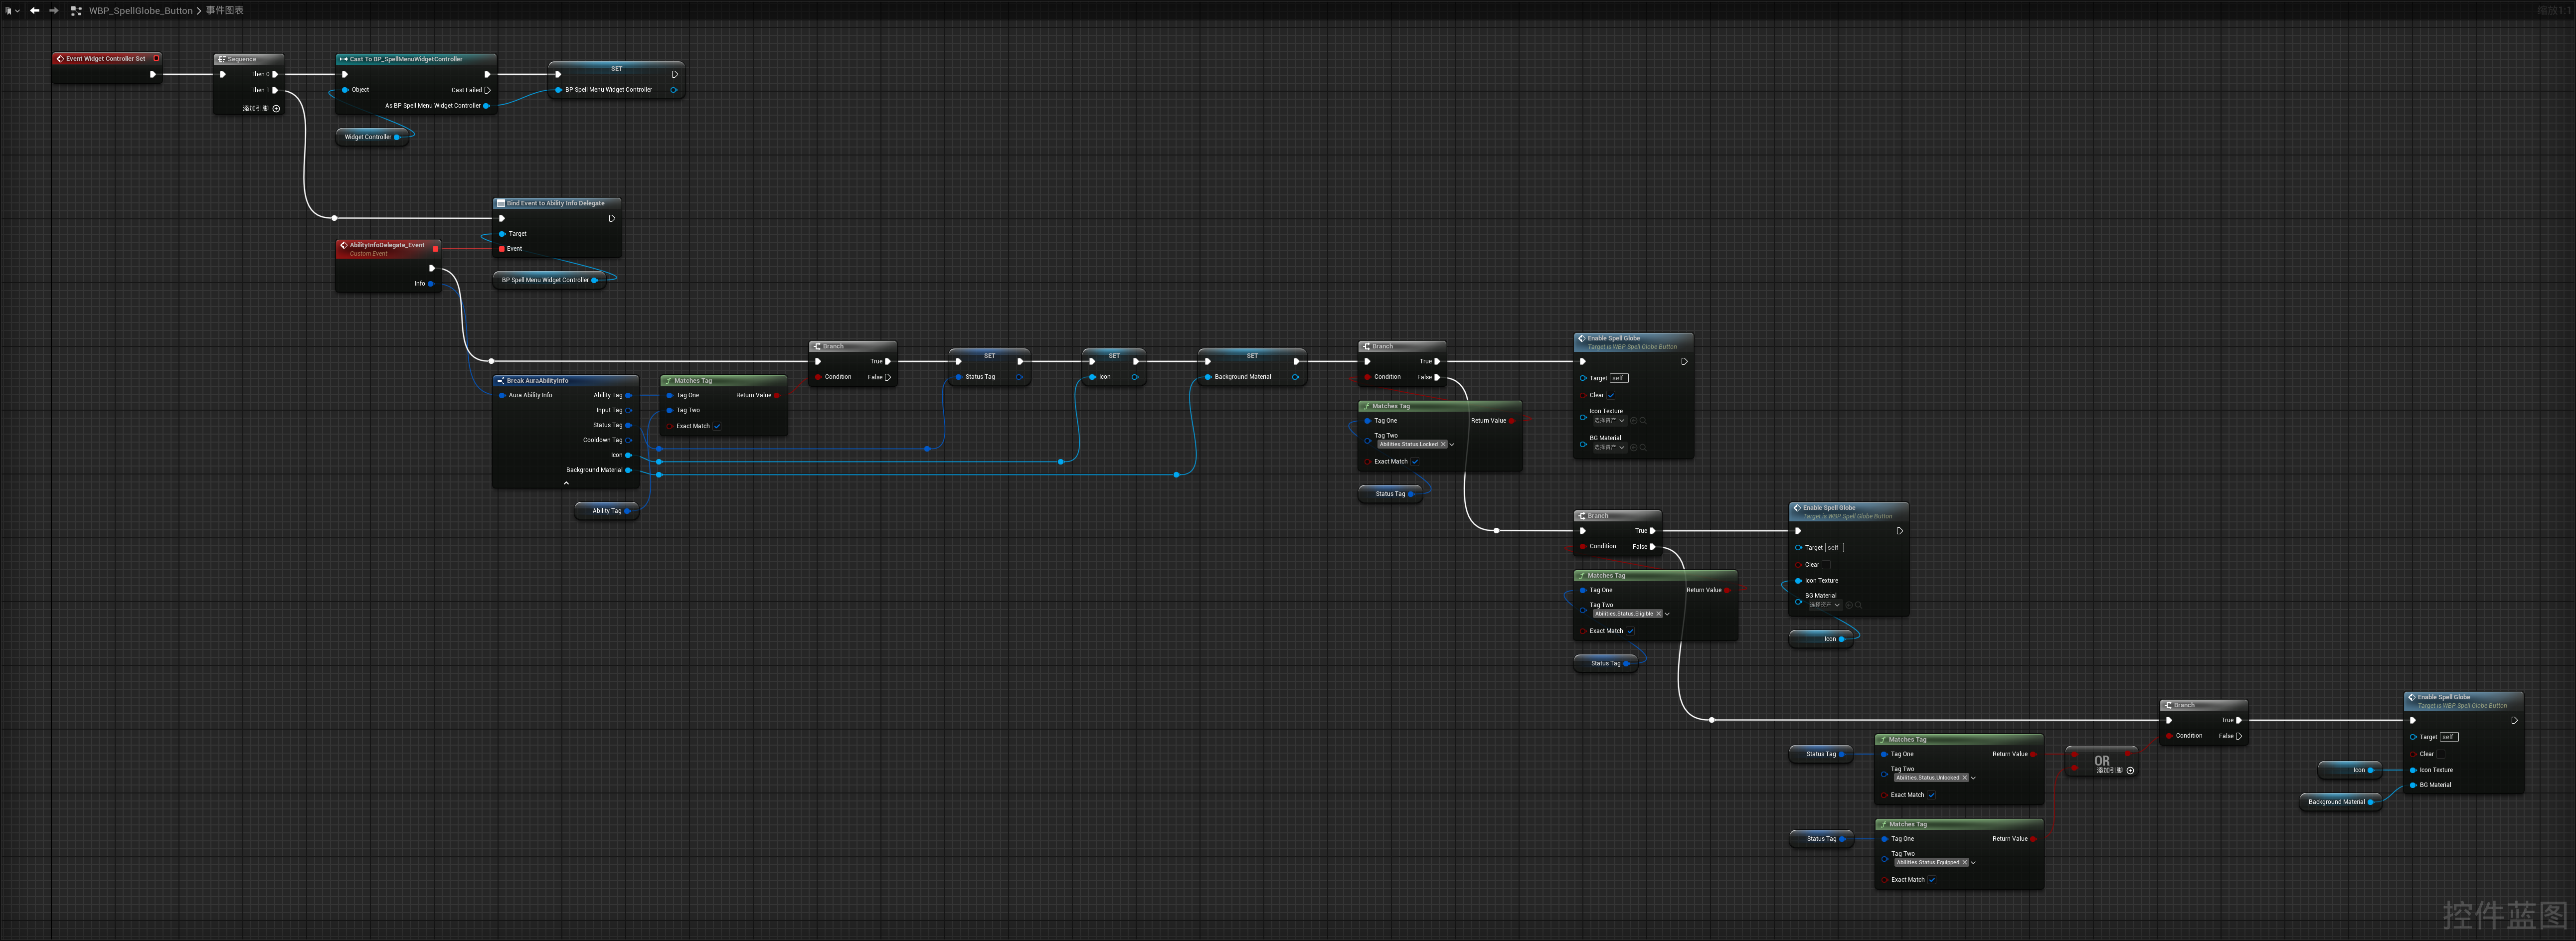 WBP_SpellGlobe_Button > 事件图表
缩放1:1
Event Widget Controller Set
Sequence
Then 0
Then 1
添加引脚
Cast To BP_SpellMenuWidgetController
Object
Cast Failed
As BP Spell Menu Widget Controller
Widget Controller
SET
BP Spell Menu Widget Controller
Bind Event to Ability Info Delegate
Target
Event
BP Spell Menu Widget Controller
AbilityInfoDelegate_Event
Custom Event
Info
Break AuraAbilityInfo
Aura Ability Info
Ability Tag
Input Tag
Status Tag
Cooldown Tag
Icon
Background Material
Ability Tag
Matches Tag
Tag One
Return Value
Tag Two
Exact Match
Branch
True
Condition
False
SET
Status Tag
SET
Icon
SET
Background Material
Branch
True
Condition
False
Matches Tag
Tag One
Return Value
Tag Two
Abilities.Status.Locked
Exact Match
Status Tag
Enable Spell Globe
Target is WBP Spell Globe Button
Target self
Clear
Icon Texture
选择资产
BG Material
选择资产
Branch
True
Condition
False
Matches Tag
Tag One
Return Value
Tag Two
Abilities.Status.Eligible
Exact Match
Status Tag
Enable Spell Globe
Target is WBP Spell Globe Button
Target self
Clear
Icon Texture
BG Material
选择资产
Icon
Status Tag
Matches Tag
Tag One
Return Value
Tag Two
Abilities.Status.Unlocked
Exact Match
Status Tag
Matches Tag
Tag One
Return Value
Tag Two
Abilities.Status.Equipped
Exact Match
OR
添加引脚
Branch
True
Condition
False
Enable Spell Globe
Target is WBP Spell Globe Button
Target self
Clear
Icon Texture
BG Material
Icon
Background Material
控件蓝图